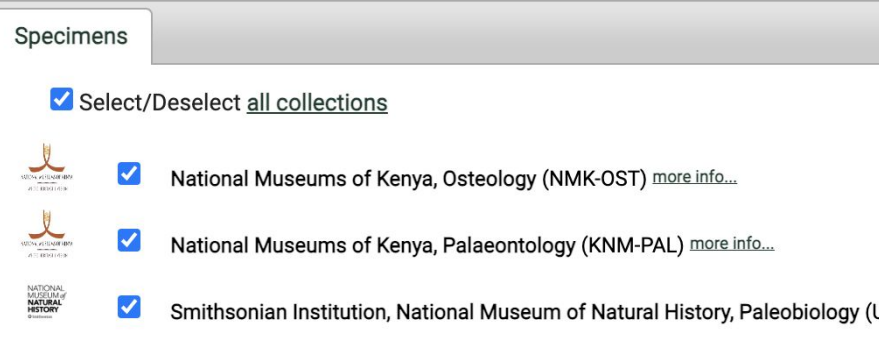 Specimens
Select/Deselect all collections
National Museums of Kenya, Osteology (NMK-OST) more info...
National Museums of Kenya, Palaeontology (KNM-PAL) more info...
NATIONAL
MUSEUM of
NATURAL
HISTORY
Smithsonian Institution, National Museum of Natural History, Paleobiology (U